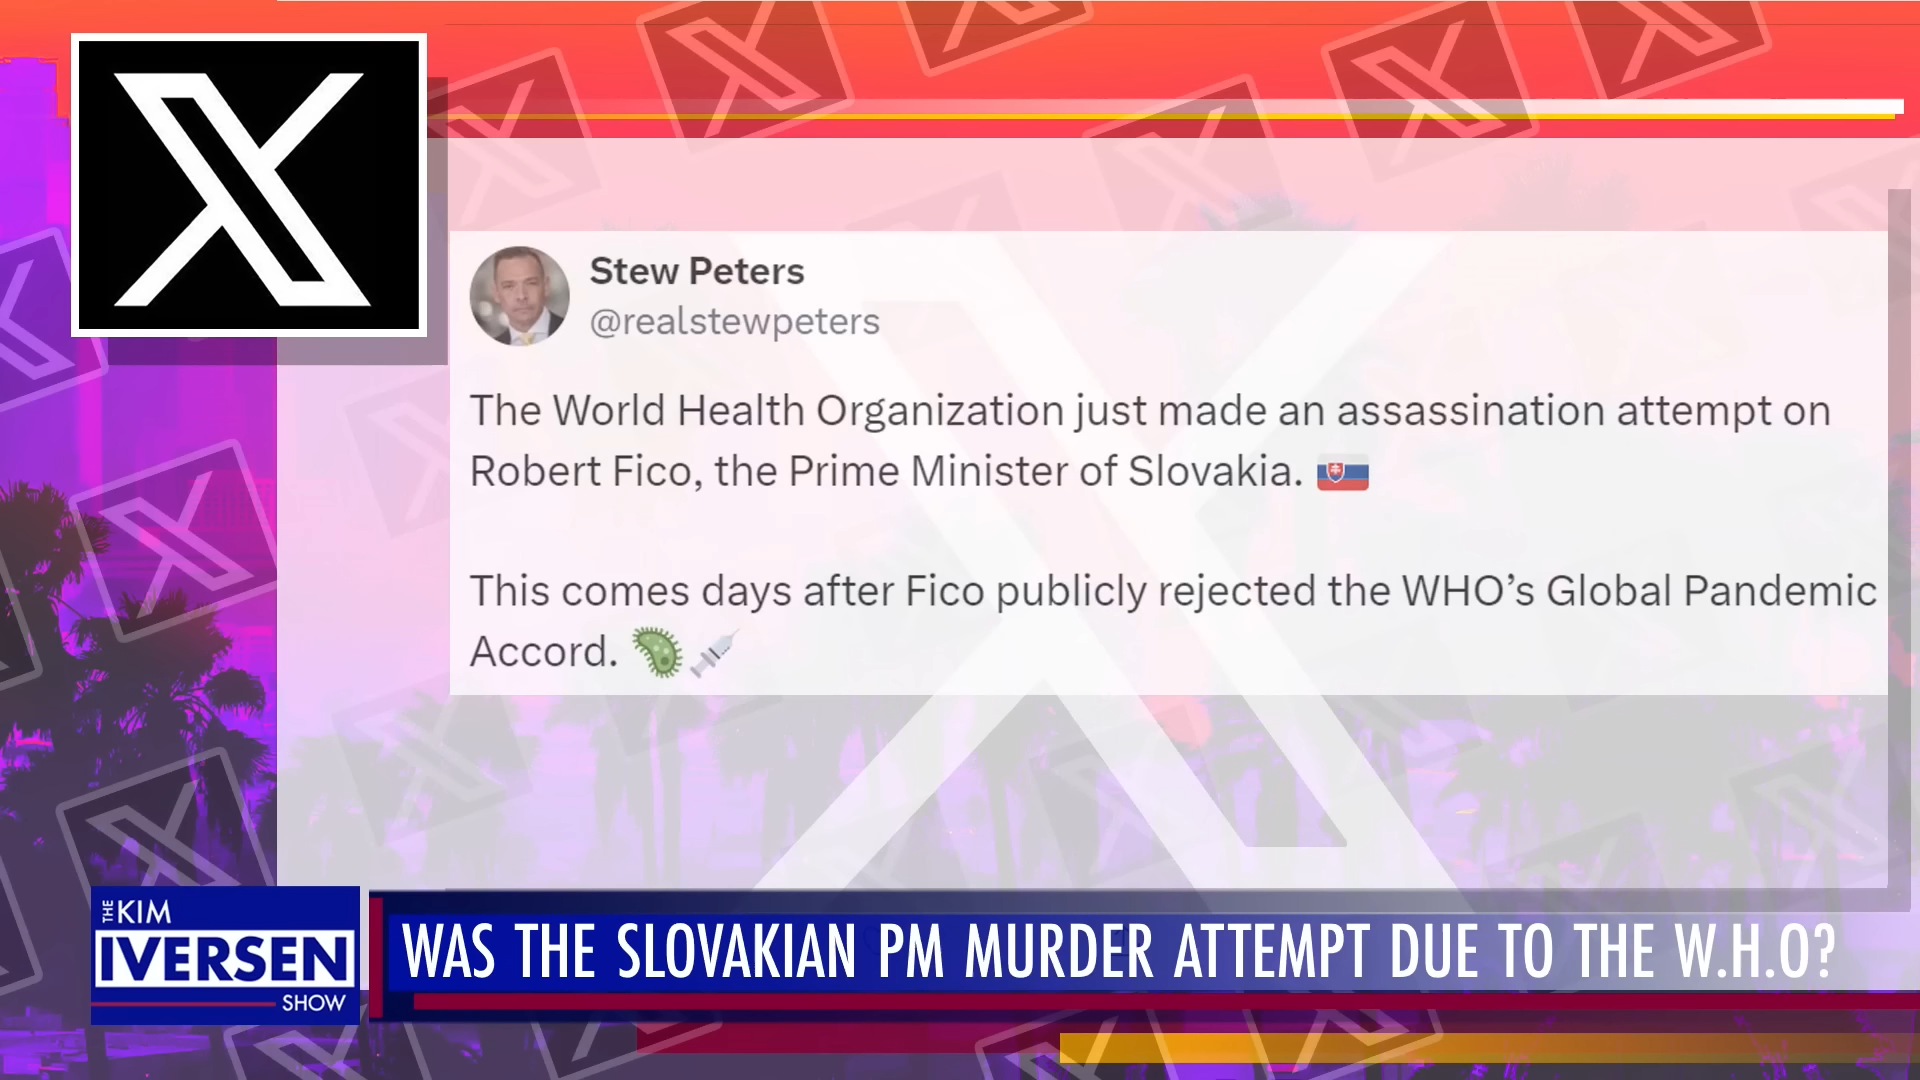 Stew Peters
@realstewpeters
The World Health Organization just made an assassination attempt on
Robert Fico, the Prime Minister of Slovakia. 🇸🇰
This comes days after Fico publicly rejected the WHO’s Global Pandemic
Accord. 🦠💉
THE KIM
IVERSEN
SHOW
WAS THE SLOVAKIAN PM MURDER ATTEMPT DUE TO THE W.H.O?